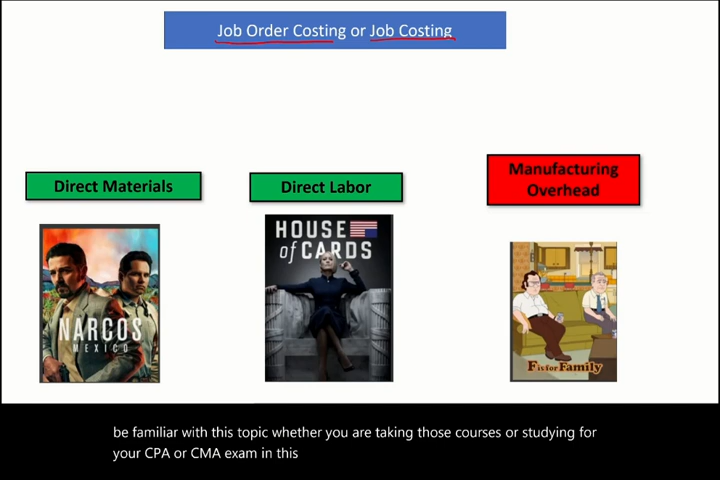 Job Order Costing or Job Costing
Direct Materials
Direct Labor
Manufacturing
Overhead
NARCOS
MEXICO
HOUSE
of CARDS
F is for Family
be familiar with this topic whether you are taking those courses or studying for
your CPA or CMA exam in this